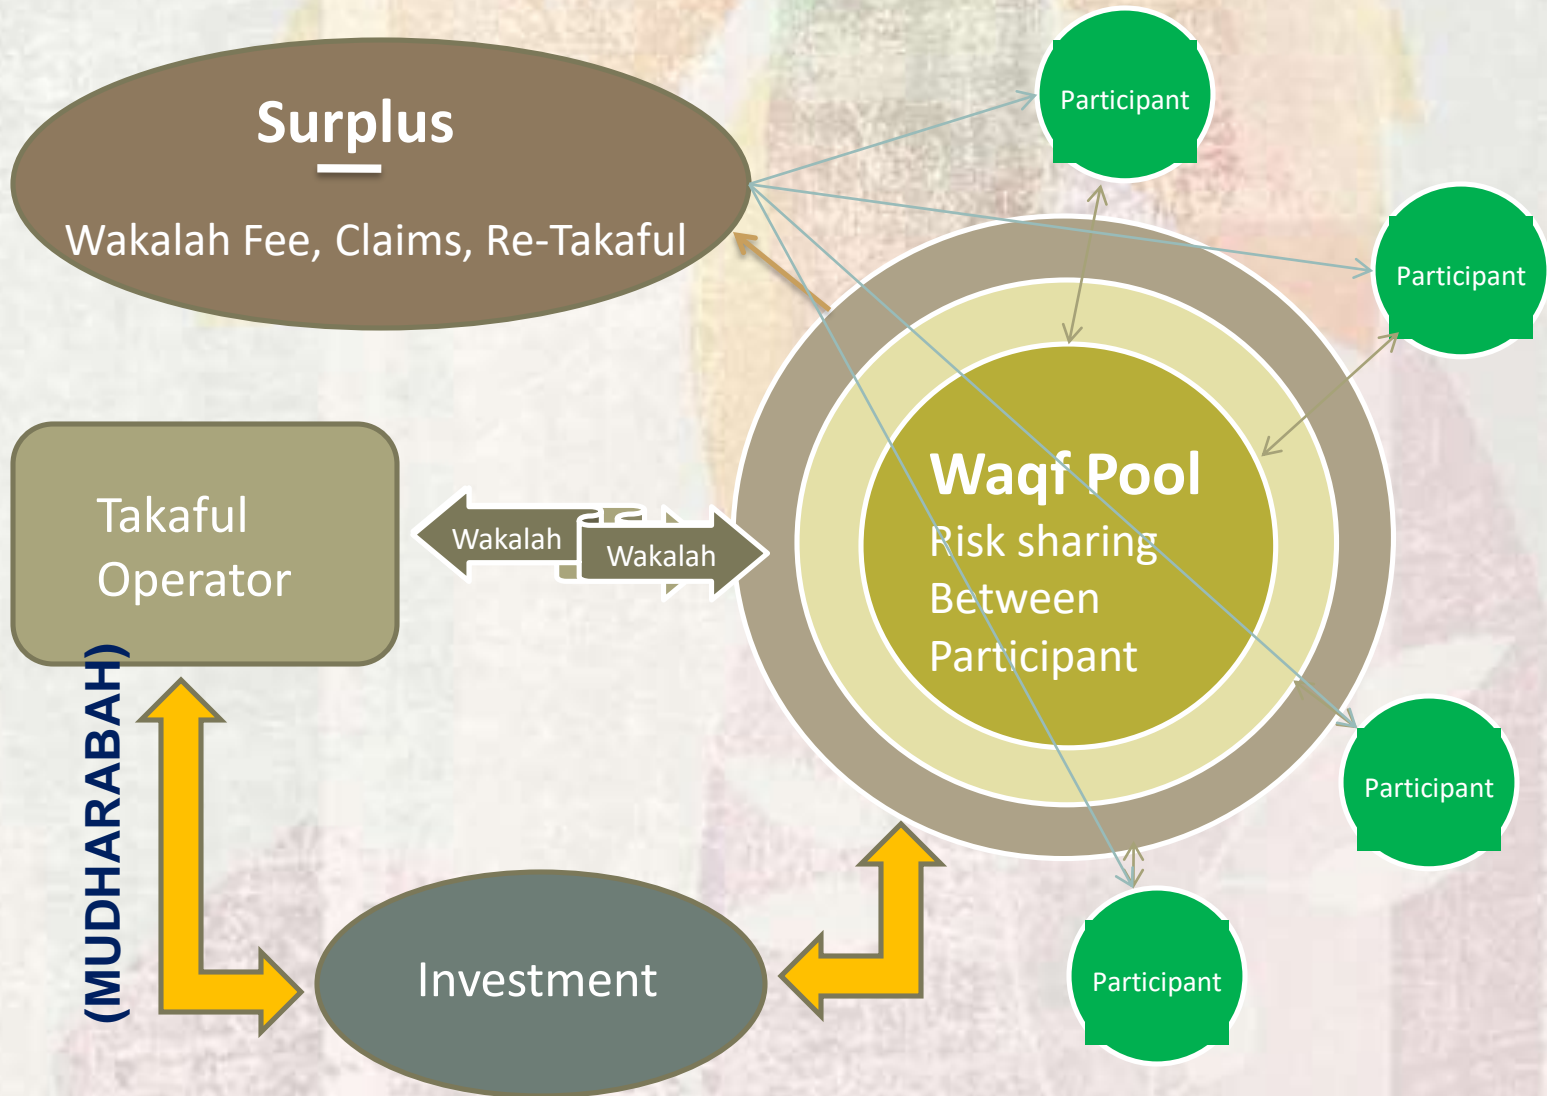 Surplus
Wakalah Fee, Claims, Re-Takaful
Participant
Participant
Waqf Pool
Risk sharing
Between
Participant
Takaful
Operator
Wakalah
Wakalah
(MUDHARABAH)
Participant
Investment
Participant